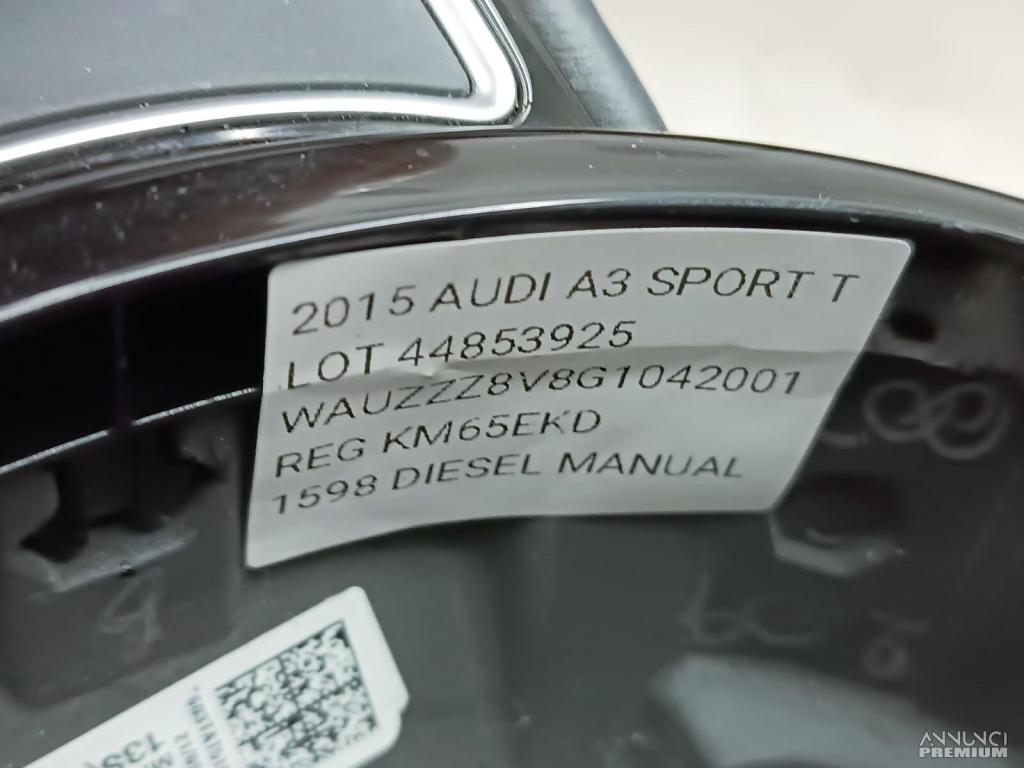 2015 AUDI A3 SPORT T
LOT 44853925
WAUZZZ8V8G1042001
REG KM65EKD
1598 DIESEL MANUAL
ANNUNCI
PREMIUM